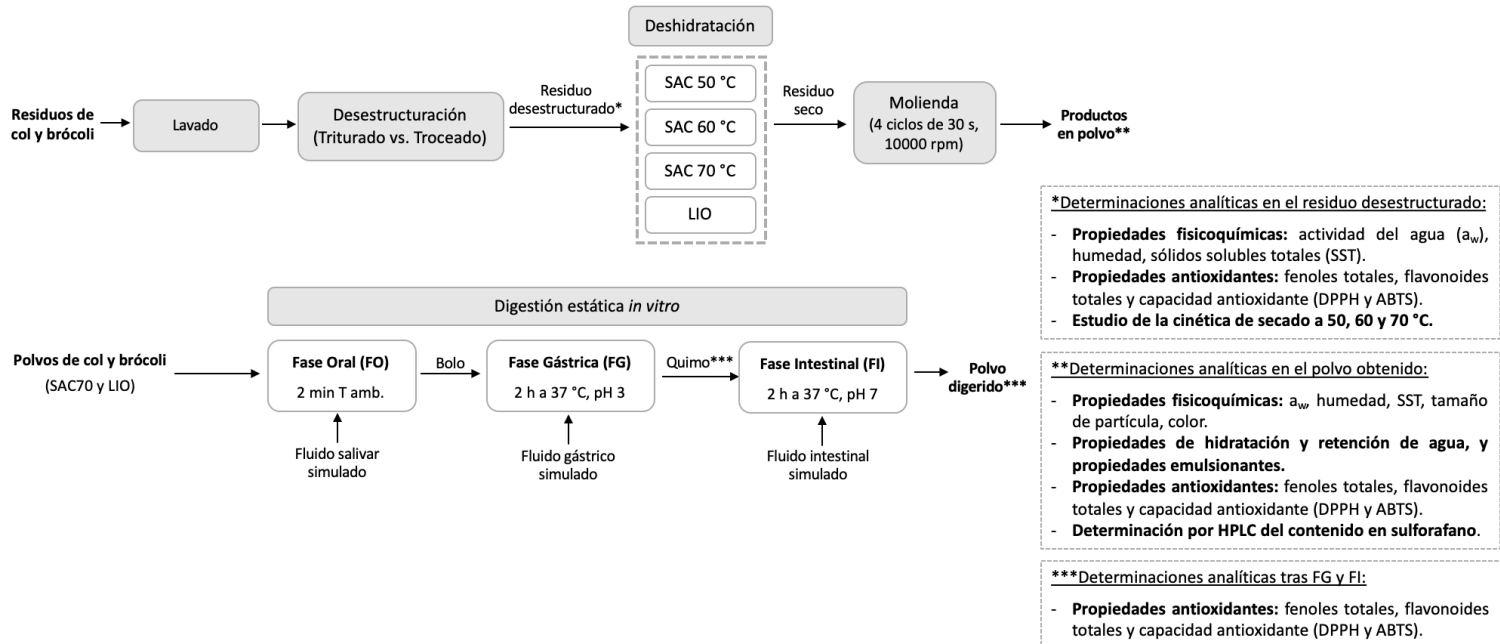 Deshidratación
Residuos de
col y brócoli
Lavado
Desestructuración
(Triturado vs. Troceado)
Residuo
desestructurado*
SAC 50 °C
SAC 60 °C
SAC 70 °C
LIO
Residuo
seco
Molienda
(4 ciclos de 30 s,
10000 rpm)
Productos
en polvo**
Digestión estática in vitro
Polvos de col y brócoli
(SAC70 y LIO)
Fase Oral (FO)
2 min T amb.
Bolo
Fase Gástrica (FG)
2 h a 37 °C, pH 3
Quimo***
Fase Intestinal (FI)
2 h a 37 °C, pH 7
Polvo
digerido***
Fluido salivar
simulado
Fluido gástrico
simulado
Fluido intestinal
simulado
*Determinaciones analíticas en el residuo desestructurado:
- Propiedades fisicoquímicas: actividad del agua (aw),
humedad, sólidos solubles totales (SST).
- Propiedades antioxidantes: fenoles totales, flavonoides
totales y capacidad antioxidante (DPPH y ABTS).
- Estudio de la cinética de secado a 50, 60 y 70 °C.
**Determinaciones analíticas en el polvo obtenido:
- Propiedades fisicoquímicas: aw, humedad, SST, tamaño
de partícula, color.
- Propiedades de hidratación y retención de agua, y
propiedades emulsionantes.
- Propiedades antioxidantes: fenoles totales, flavonoides
totales y capacidad antioxidante (DPPH y ABTS).
- Determinación por HPLC del contenido en sulforafano.
***Determinaciones analíticas tras FG y FI:
- Propiedades antioxidantes: fenoles totales, flavonoides
totales y capacidad antioxidante (DPPH y ABTS).